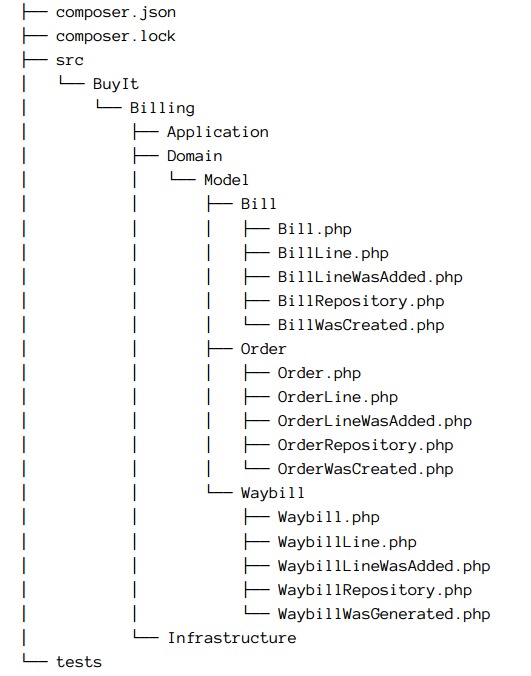 ├── composer.json
├── composer.lock
├── src
│   └── BuyIt
│       └── Billing
│           ├── Application
│           ├── Domain
│           │   └── Model
│           │       ├── Bill
│           │       │   ├── Bill.php
│           │       │   ├── BillLine.php
│           │       │   ├── BillLineWasAdded.php
│           │       │   ├── BillRepository.php
│           │       │   └── BillWasCreated.php
│           │       ├── Order
│           │       │   ├── Order.php
│           │       │   ├── OrderLine.php
│           │       │   ├── OrderLineWasAdded.php
│           │       │   ├── OrderRepository.php
│           │       │   └── OrderWasCreated.php
│           │       └── Waybill
│           │           ├── Waybill.php
│           │           ├── WaybillLine.php
│           │           ├── WaybillLineWasAdded.php
│           │           ├── WaybillRepository.php
│           │           └── WaybillWasGenerated.php
│           └── Infrastructure
└── tests